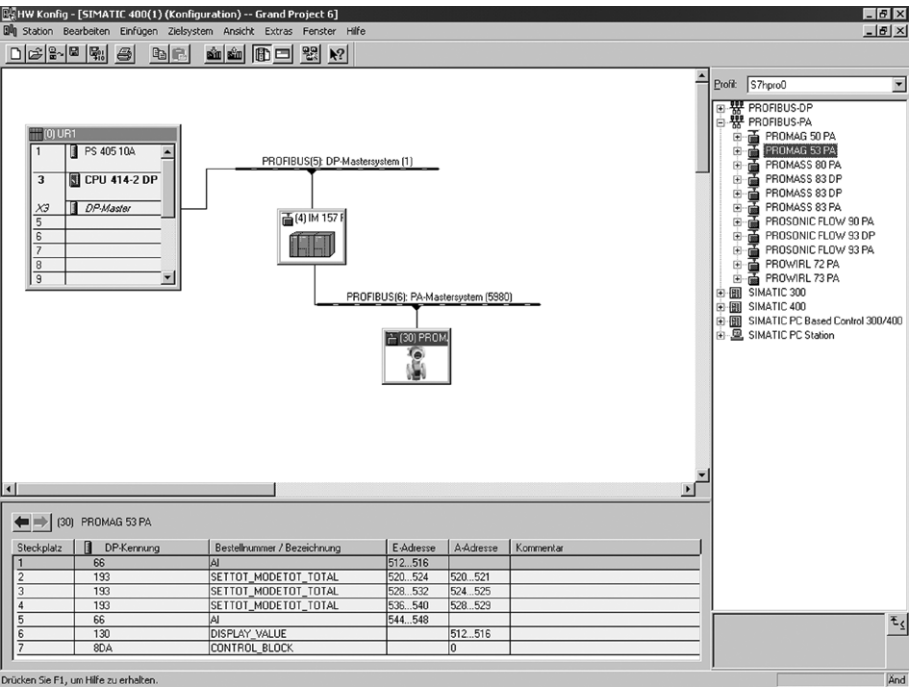 HW Konfig - [SIMATIC 400(1) (Konfiguration) -- Grand Project 6]
Station Bearbeiten Einfügen Zielsystem Ansicht Extras Fenster Hilfe
(0) UR1
1 PS 405 10A
3 CPU 414-2 DP
X3 DP-Master
5
6
7
8
9
PROFIBUS(5): DP-Mastersystem (1)
(4) IM 157 F
PROFIBUS(6): PA-Mastersystem (5980)
(30) PROM
Profil: S7hpro0
PROFIBUS-DP
PROFIBUS-PA
PROMAG 50 PA
PROMAG 53 PA
PROMASS 80 PA
PROMASS 83 DP
PROMASS 83 DP
PROMASS 83 PA
PROSONIC FLOW 90 PA
PROSONIC FLOW 93 DP
PROSONIC FLOW 93 PA
PROWIRL 72 PA
PROWIRL 73 PA
SIMATIC 300
SIMATIC 400
SIMATIC PC Based Control 300/400
SIMATIC PC Station
(30) PROMAG 53 PA
Steckplatz DP-Kennung Bestellnummer / Bezeichnung E-Adresse A-Adresse Kommentar
1 66 AI 512...516
2 193 SETTOT_MODETOT_TOTAL 520...524 520...521
3 193 SETTOT_MODETOT_TOTAL 528...532 524...525
4 193 SETTOT_MODETOT_TOTAL 536...540 528...529
5 66 AI 544...548
6 130 DISPLAY_VALUE 512...516
7 8DA CONTROL_BLOCK 0
Drücken Sie F1, um Hilfe zu erhalten.
Änd